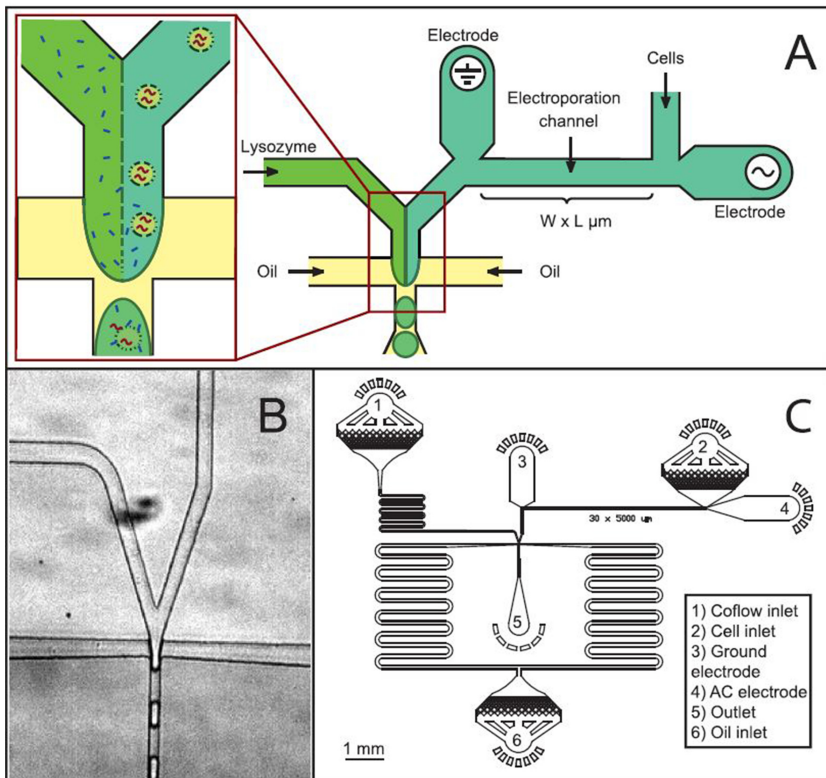 A
Electrode
Cells
Electroporation
channel
Lysozyme
W x L µm
Electrode
Oil
Oil
B
C
1
2
3
4
30 x 5000 um
5
6
1) Coflow inlet
2) Cell inlet
3) Ground
electrode
4) AC electrode
5) Outlet
6) Oil inlet
1 mm